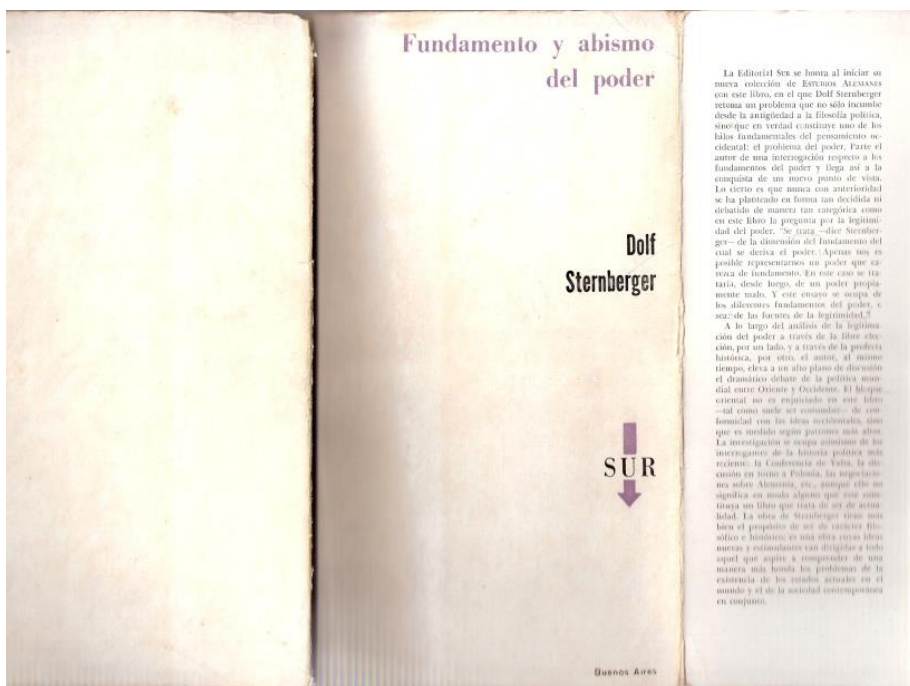 Fundamento y abismo
del poder
Dolf
Sternberger
SUR
Buenos Aires
La Editorial SUR se honra al iniciar su
nueva colección de ESTUDIOS ALEMANES
con este libro, en el que Dolf Sternberger
retoma un problema que no sólo incumbe
desde la antigüedad a la filosofía política,
sino que en verdad constituye uno de los
hilos fundamentales del pensamiento oc-
cidental: el problema del poder. Parte el
autor de una interrogación respecto a los
fundamentos del poder y llega así a la
conquista de un nuevo punto de vista.
Lo cierto es que nunca con anterioridad
se ha planteado en forma tan decidida ni
debatido de manera tan categórica como
en este libro la pregunta por la legitimi-
dad del poder. "Se trata —dice Sternber-
ger— de la dimensión del fundamento del
cual se deriva el poder. Apenas nos es
posible representarnos un poder que ca-
rezca de fundamento. En este caso se tra-
taría, desde luego, de un poder propia-
mente malo. Y este ensayo se ocupa de
los diferentes fundamentos del poder, o
sea: de las fuentes de la legitimidad."
A lo largo del análisis de la legitima-
ción del poder a través de la libre elec-
ción, por un lado, y a través de la profecía
histórica, por otro, el autor, al mismo
tiempo, eleva a un alto plano de discusión
el dramático debate de la política mun-
dial entre Oriente y Occidente. El bloque
oriental no es enjuiciado en este libro
—tal como suele ser costumbre— de con-
formidad con las ideas occidentales, sino
que es medido según patrones más altos.
La investigación se ocupa asimismo de los
interrogantes de la historia política más
reciente: la Conferencia de Yalta, la dis-
cusión en torno a Polonia, las negociacio-
nes sobre Alemania, etc., aunque ello no
significa en modo alguno que éste cons-
tituya un libro que trata de ser de actua-
lidad. La obra de Sternberger tiene más
bien el propósito de ser de carácter filo-
sófico e histórico; es una obra cuyas ideas
nuevas y estimulantes van dirigidas a todo
aquel que aspire a comprender de una
manera más honda los problemas de la
existencia de los estados actuales en el
mundo y el de la sociedad contemporánea
en conjunto.